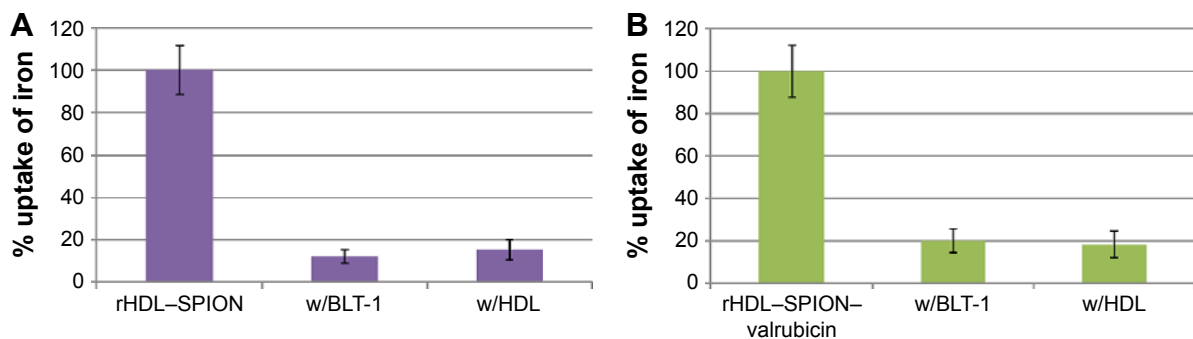 A
% uptake of iron
120
100
80
60
40
20
0
rHDL–SPION
w/BLT-1
w/HDL
B
% uptake of iron
120
100
80
60
40
20
0
rHDL–SPION–
valrubicin
w/BLT-1
w/HDL